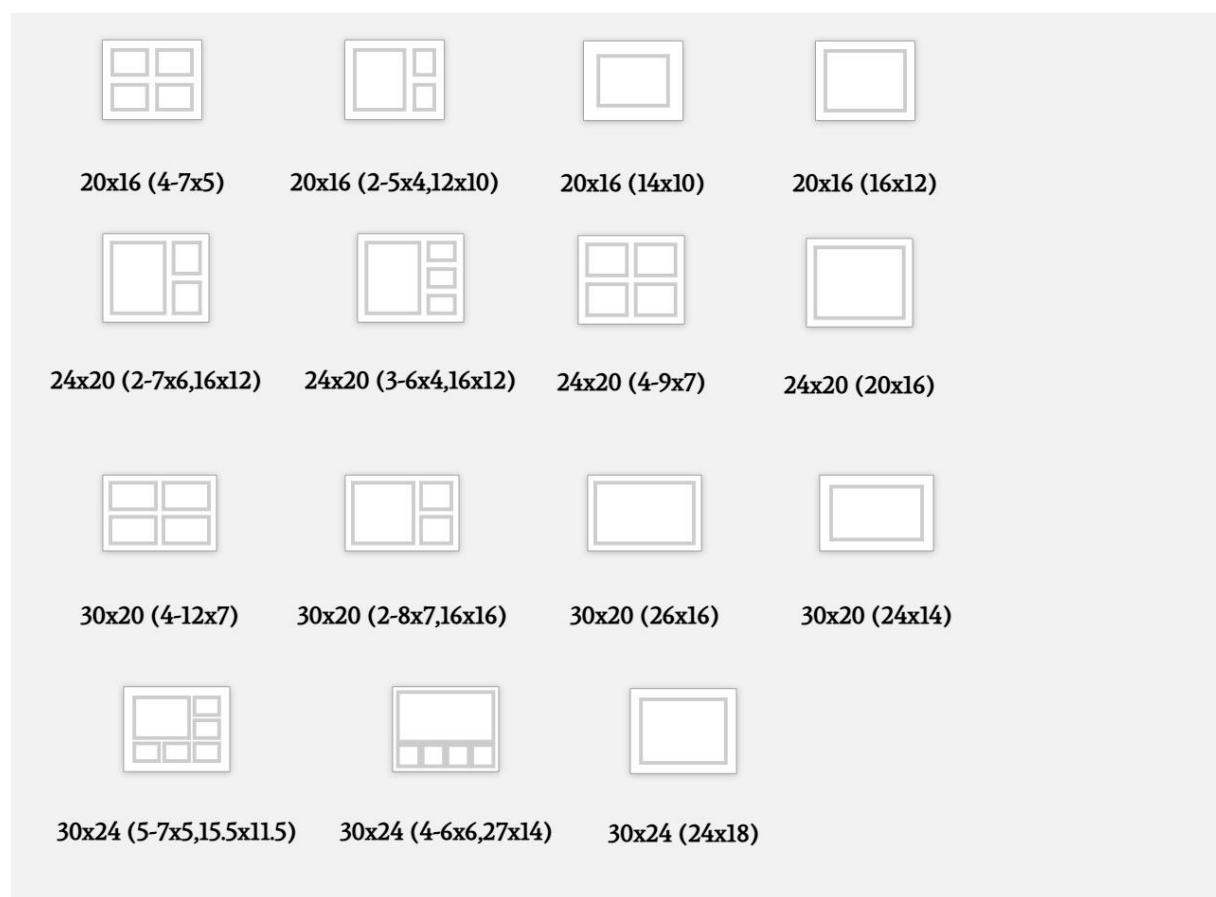 20x16 (4-7x5)
20x16 (2-5x4,12x10)
20x16 (14x10)
20x16 (16x12)
24x20 (2-7x6,16x12)
24x20 (3-6x4,16x12)
24x20 (4-9x7)
24x20 (20x16)
30x20 (4-12x7)
30x20 (2-8x7,16x16)
30x20 (26x16)
30x20 (24x14)
30x24 (5-7x5,15.5x11.5)
30x24 (4-6x6,27x14)
30x24 (24x18)